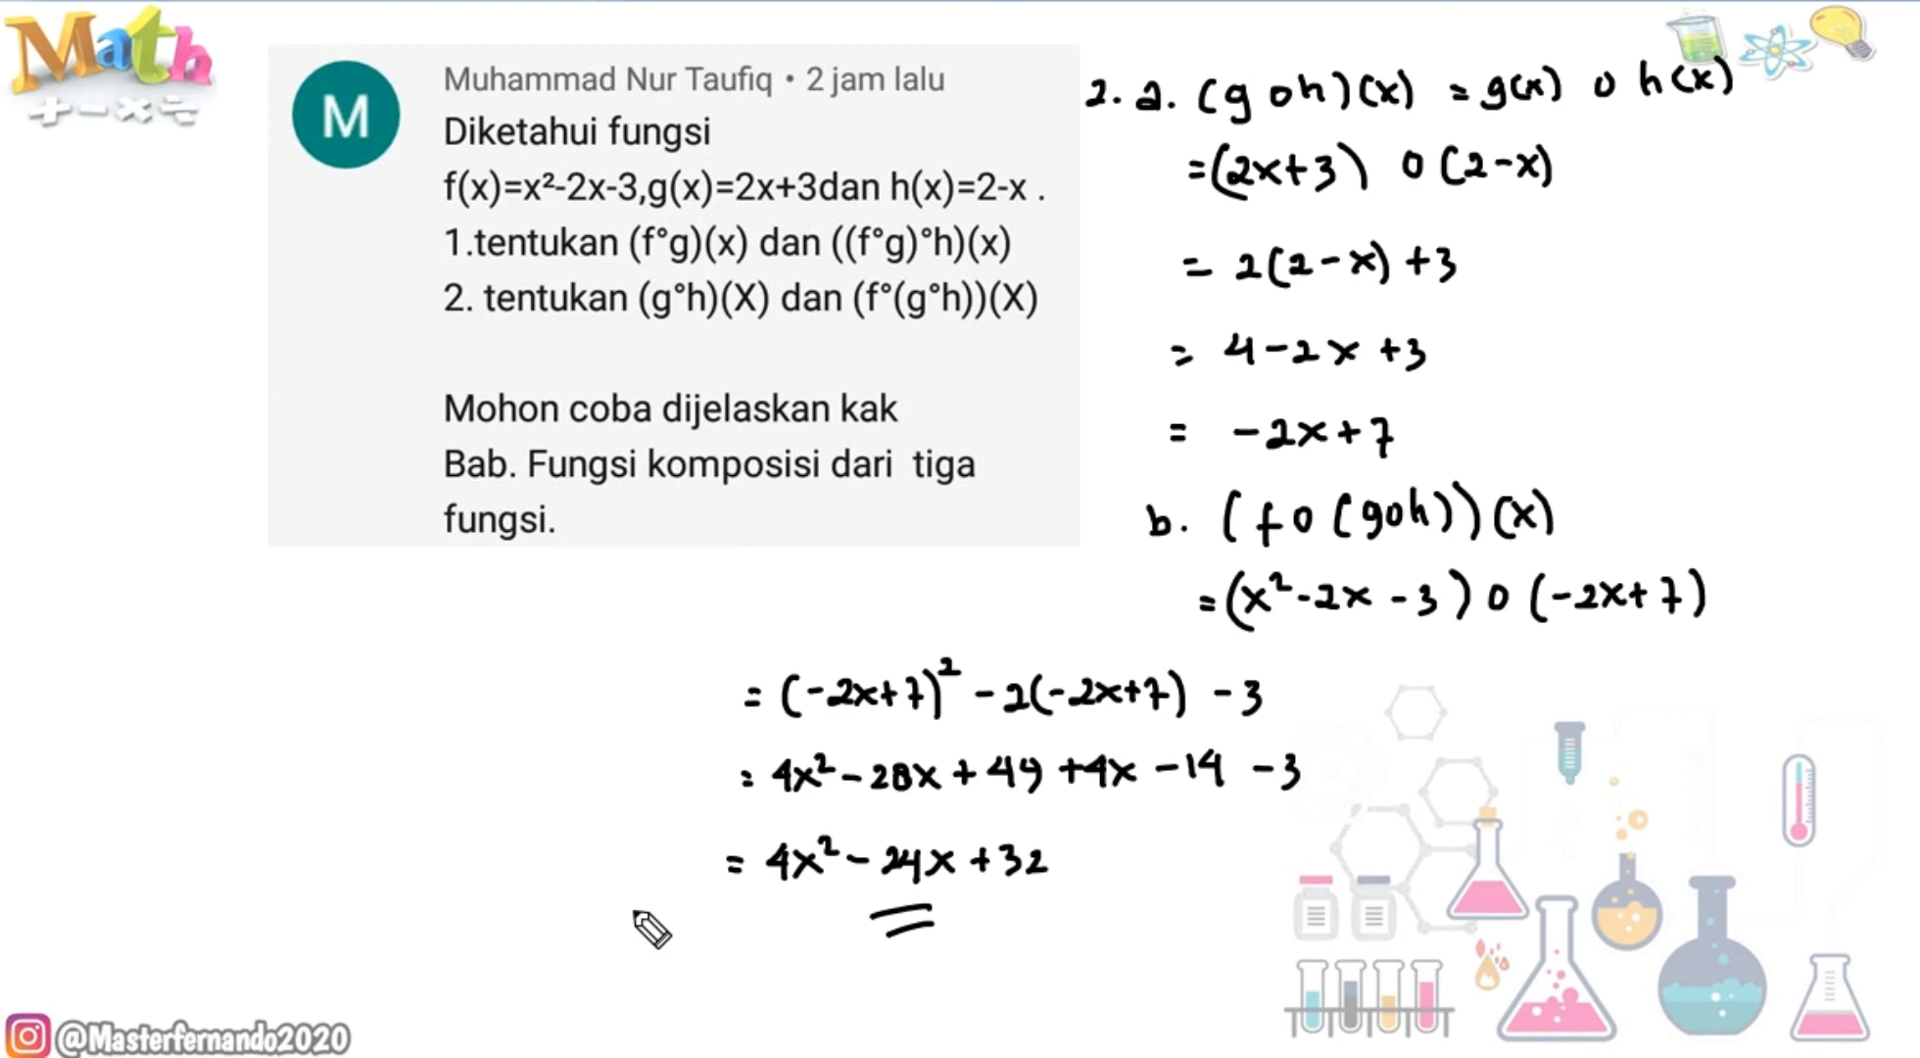 Math
+ - × ÷
M
Muhammad Nur Taufiq • 2 jam lalu
Diketahui fungsi
f(x)=x²-2x-3,g(x)=2x+3dan h(x)=2-x .
1.tentukan (f°g)(x) dan ((f°g)°h)(x)
2. tentukan (g°h)(X) dan (f°(g°h))(X)
Mohon coba dijelaskan kak
Bab. Fungsi komposisi dari  tiga
fungsi.
2. a. (g o h)(x) = g(x) o h(x)
= (2x+3) o (2-x)
= 2(2-x) +3
= 4-2x +3
= -2x+7
b. (f o (g o h))(x)
= (x²-2x-3) o (-2x+7)
= (-2x+7)² -2(-2x+7) -3
= 4x² -28x +49 +4x -14 -3
= 4x² -24x +32
@Masterfernando2020